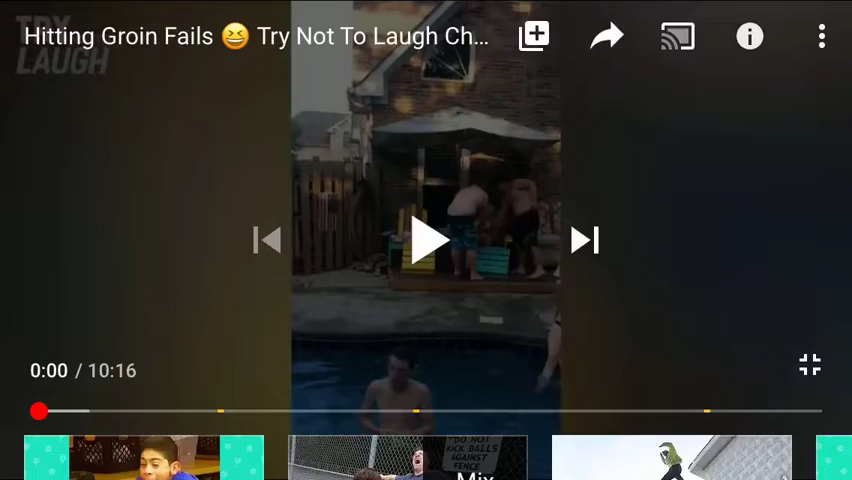 Hitting Groin Fails 😆 Try Not To Laugh Ch...
TRY
LAUGH
0:00 / 10:16
"DO NOT
KICK BALLS
AGAINST
FENCE
Mix